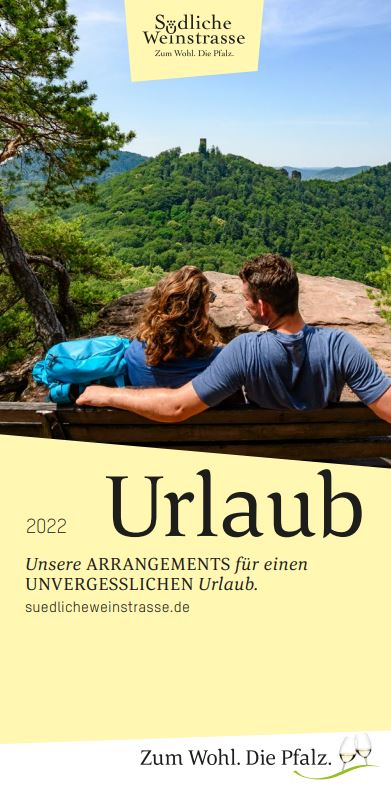 Südliche
Weinstrasse
Zum Wohl. Die Pfalz.
2022
Urlaub
Unsere ARRANGEMENTS für einen
UNVERGESSLICHEN Urlaub.
suedlicheweinstrasse.de
Zum Wohl. Die Pfalz.